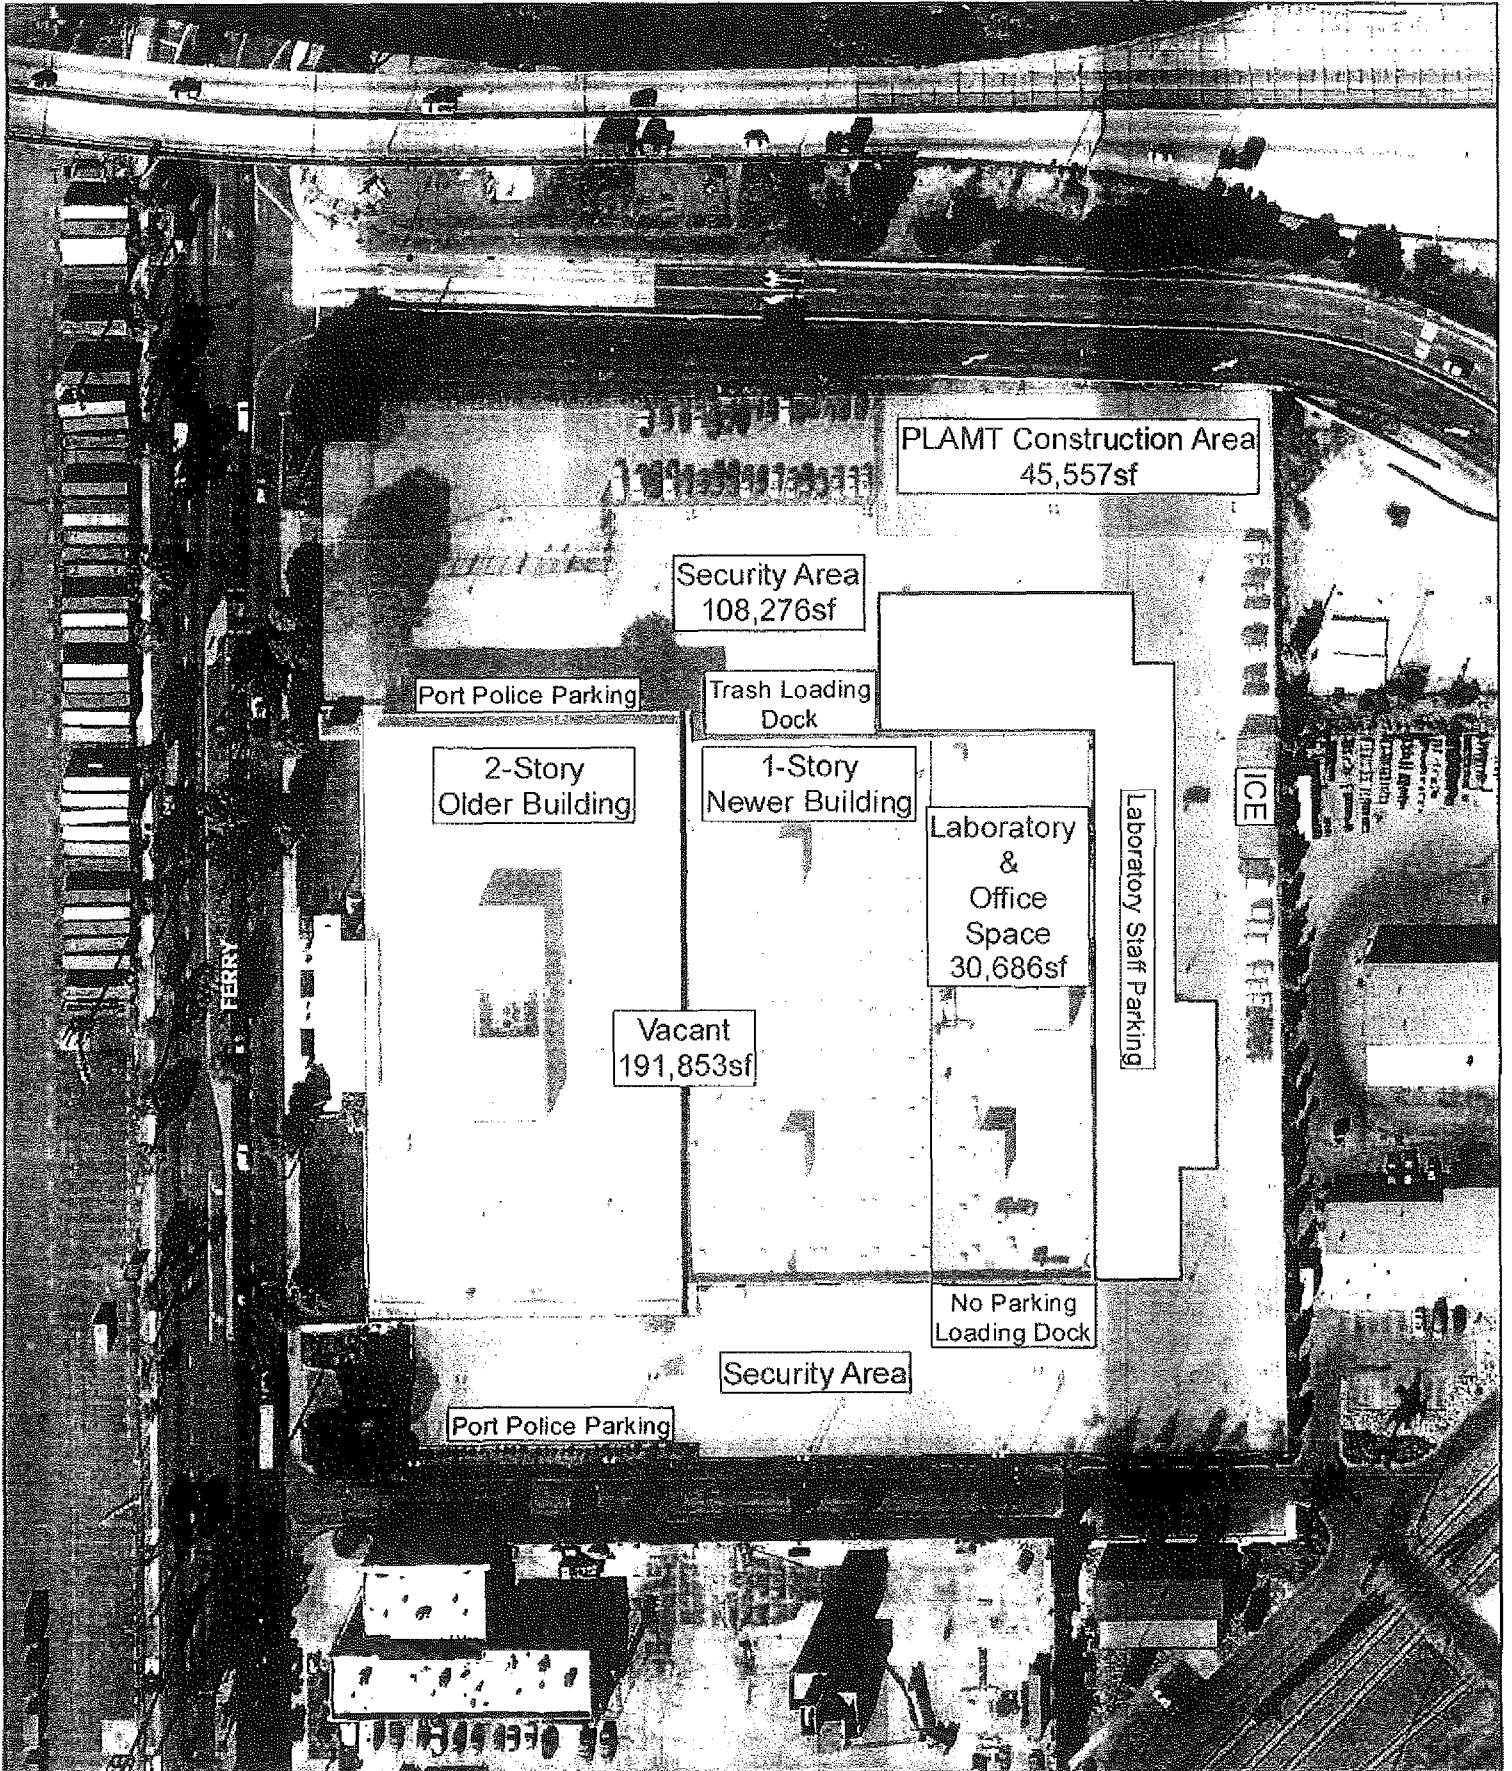 PLAMT Construction Area
45,557sf
Security Area
108,276sf
Port Police Parking
Trash Loading
Dock
2-Story
Older Building
1-Story
Newer Building
ICE
Laboratory
&
Office
Space
30,686sf
Laboratory Staff Parking
FERRY
Vacant
191,853sf
No Parking
Loading Dock
Security Area
Port Police Parking